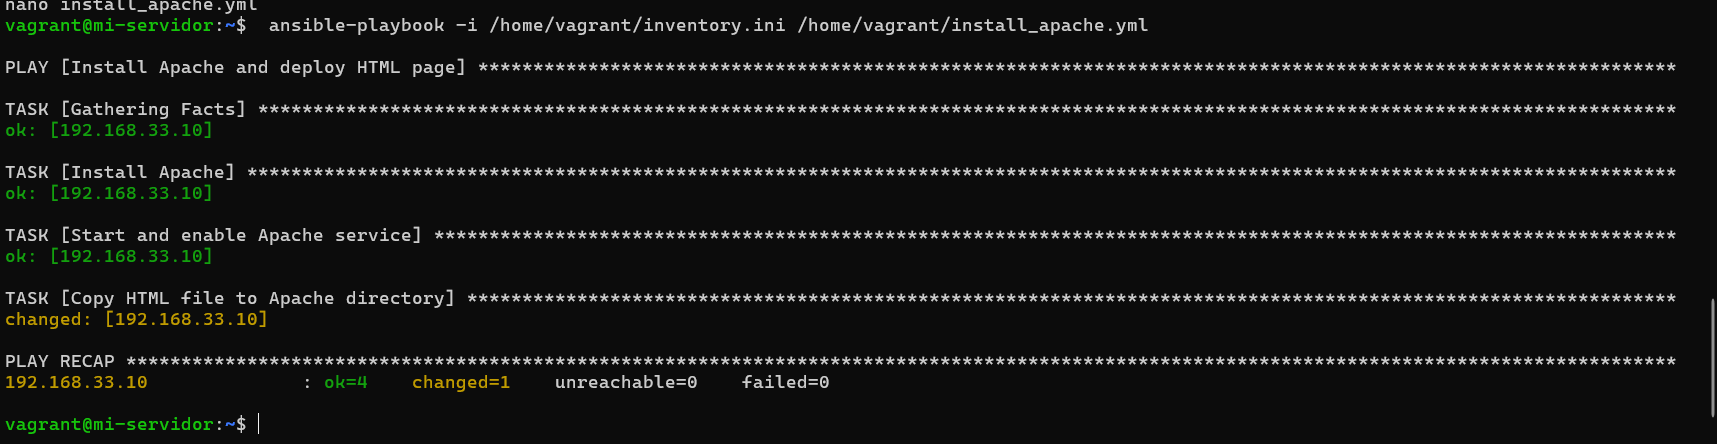 nano install_apache.yml
vagrant@mi-servidor:~$  ansible-playbook -i /home/vagrant/inventory.ini /home/vagrant/install_apache.yml
PLAY [Install Apache and deploy HTML page] *************************************************************************************************************
TASK [Gathering Facts] *********************************************************************************************************************************
ok: [192.168.33.10]
TASK [Install Apache] **********************************************************************************************************************************
ok: [192.168.33.10]
TASK [Start and enable Apache service] *****************************************************************************************************************
ok: [192.168.33.10]
TASK [Copy HTML file to Apache directory] **************************************************************************************************************
changed: [192.168.33.10]
PLAY RECAP *********************************************************************************************************************************************
192.168.33.10              : ok=4    changed=1    unreachable=0    failed=0
vagrant@mi-servidor:~$